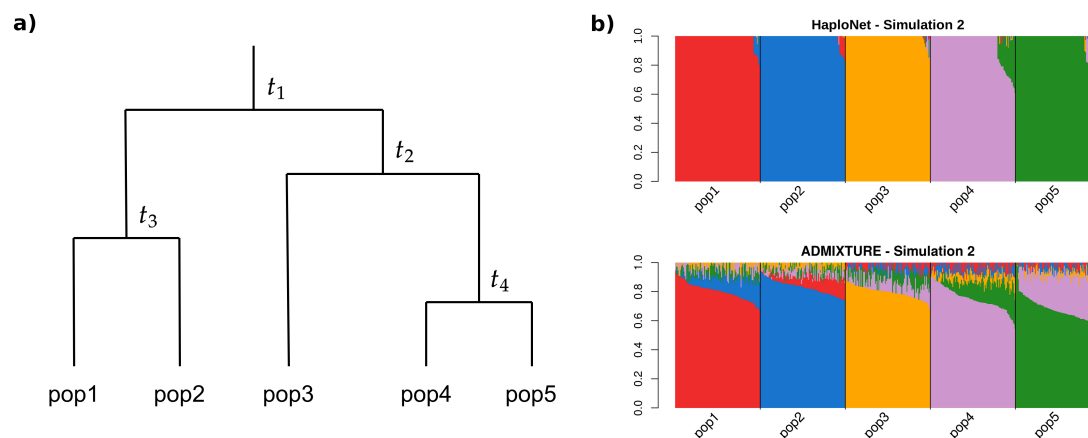 a)
t1
t2
t3
t4
pop1 pop2 pop3 pop4 pop5
b)
HaploNet - Simulation 2
1.0
0.8
0.6
0.4
0.2
0.0
pop1 pop2 pop3 pop4 pop5
ADMIXTURE - Simulation 2
1.0
0.8
0.6
0.4
0.2
0.0
pop1 pop2 pop3 pop4 pop5